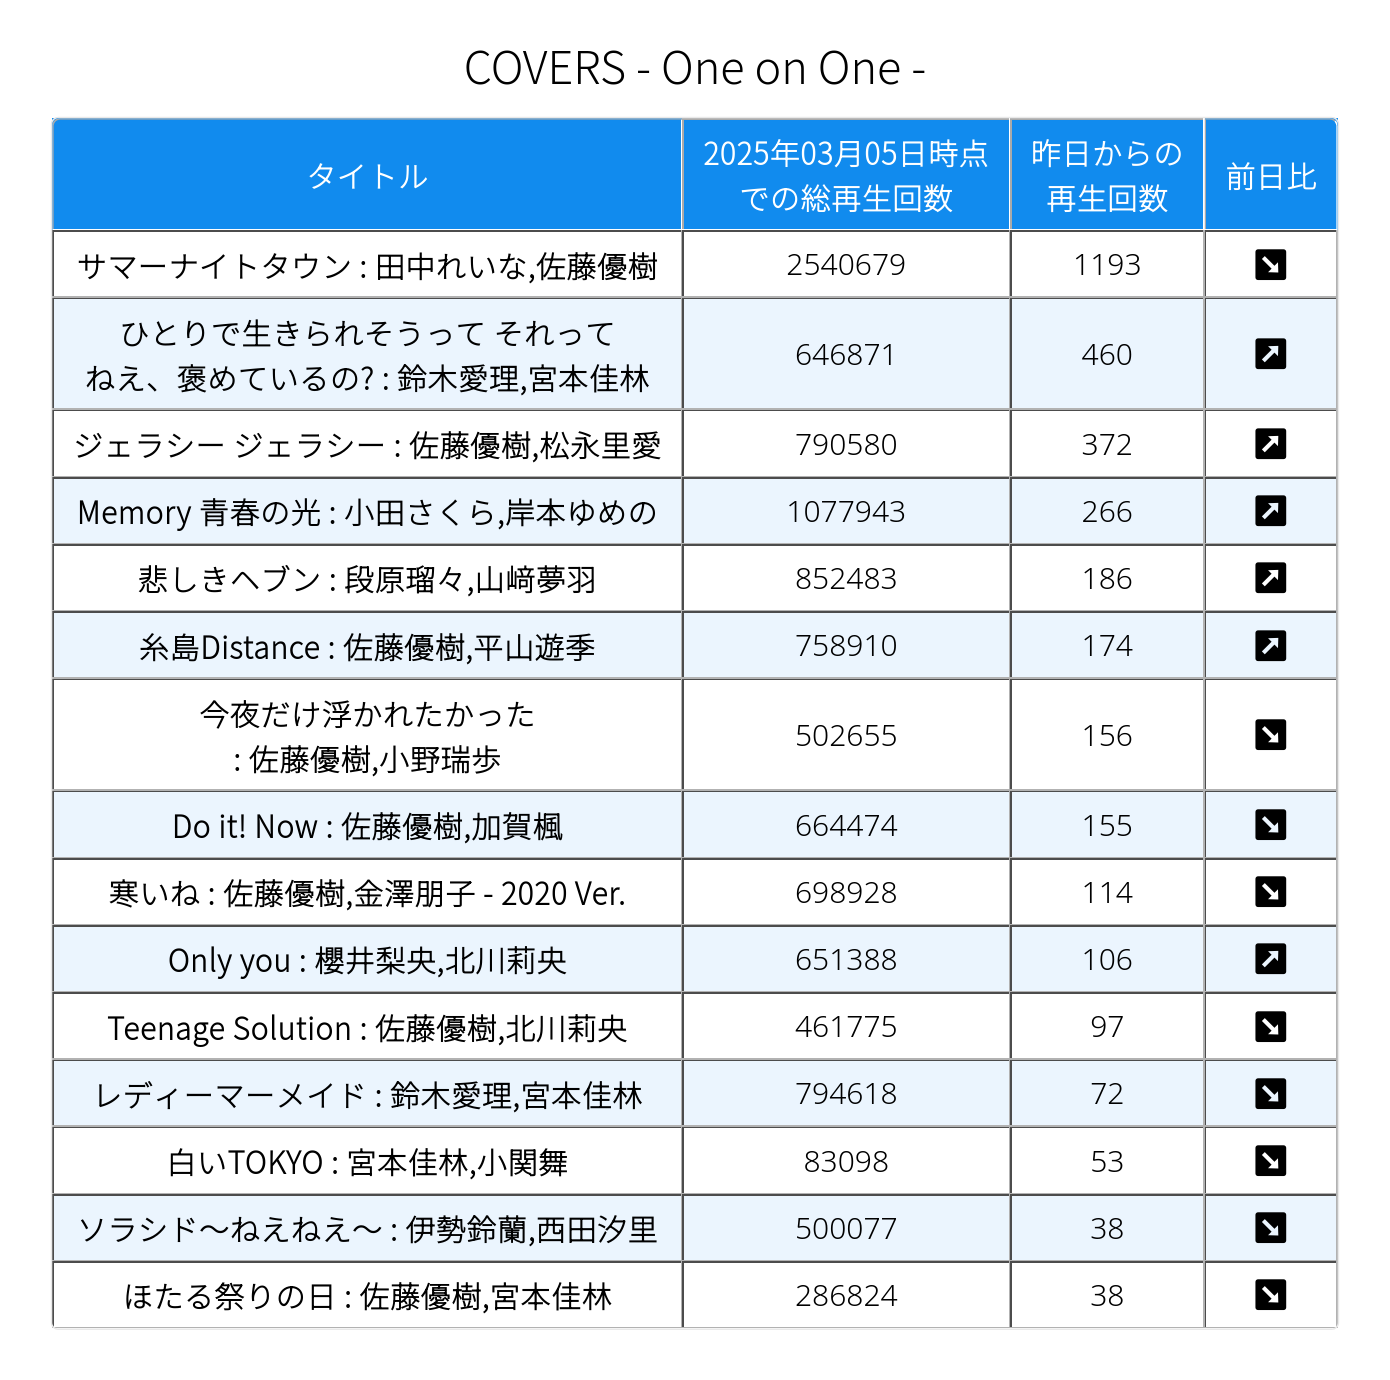 COVERS - One on One -
タイトル
2025年03月05日時点
での総再生回数
昨日からの
再生回数
前日比
サマーナイトタウン : 田中れいな,佐藤優樹 2540679 1193
ひとりで生きられそうって それって
ねえ、褒めているの? : 鈴木愛理,宮本佳林 646871 460
ジェラシー ジェラシー : 佐藤優樹,松永里愛 790580 372
Memory 青春の光 : 小田さくら,岸本ゆめの 1077943 266
悲しきヘブン : 段原瑠々,山﨑夢羽 852483 186
糸島Distance : 佐藤優樹,平山遊季 758910 174
今夜だけ浮かれたかった
: 佐藤優樹,小野瑞歩 502655 156
Do it! Now : 佐藤優樹,加賀楓 664474 155
寒いね : 佐藤優樹,金澤朋子 - 2020 Ver. 698928 114
Only you : 櫻井梨央,北川莉央 651388 106
Teenage Solution : 佐藤優樹,北川莉央 461775 97
レディーマーメイド : 鈴木愛理,宮本佳林 794618 72
白いTOKYO : 宮本佳林,小関舞 83098 53
ソラシド～ねえねえ～ : 伊勢鈴蘭,西田汐里 500077 38
ほたる祭りの日 : 佐藤優樹,宮本佳林 286824 38